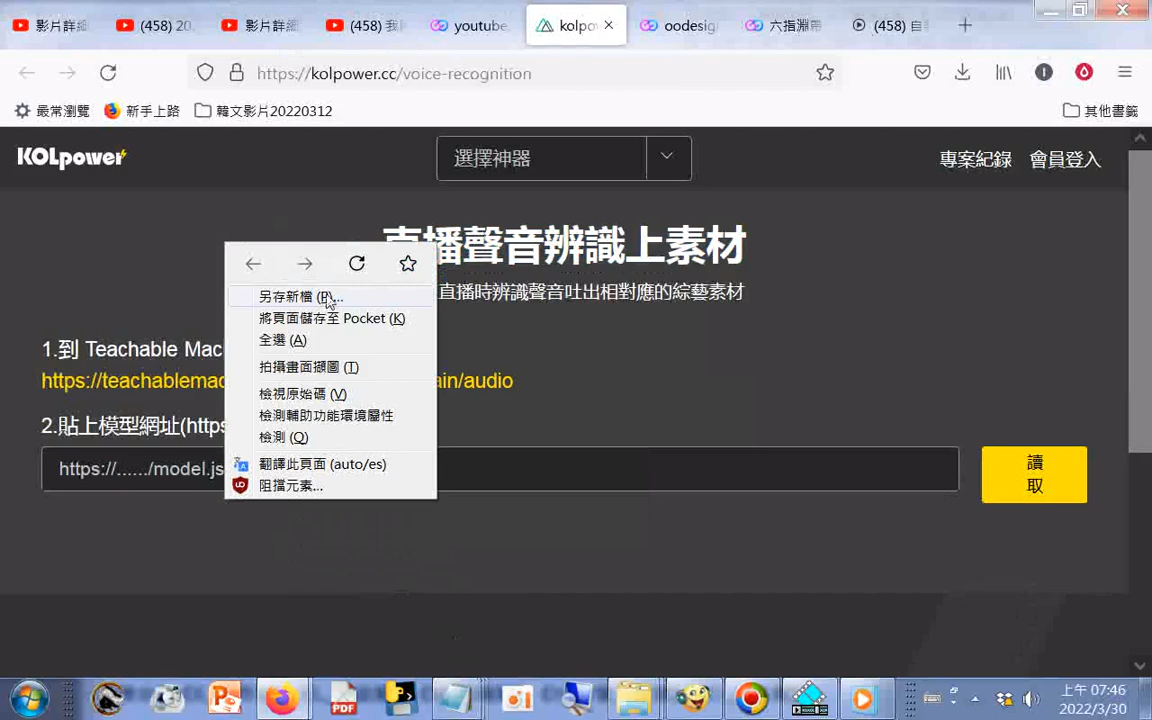 影片詳細
(458) 20
影片詳細
(458) 我
youtube
kolpo
oodesig
六指淵
(458) 自
https://kolpower.cc/voice-recognition
最常瀏覽
新手上路
韓文影片20220312
其他書籤
KOLpower
選擇神器
專案紀錄
會員登入
直播聲音辨識上素材
直播時辨識聲音吐出相對應的綜藝素材
另存新檔 (P)...
將頁面儲存至 Pocket (K)
全選 (A)
拍攝畫面擷圖 (T)
檢視原始碼 (V)
檢測輔助功能環境屬性
檢測 (Q)
翻譯此頁面 (auto/es)
阻擋元素...
1.到 Teachable Mac
https://teachablemac
ain/audio
2.貼上模型網址(https
https://....../model.js
讀
取
上午 07:46
2022/3/30